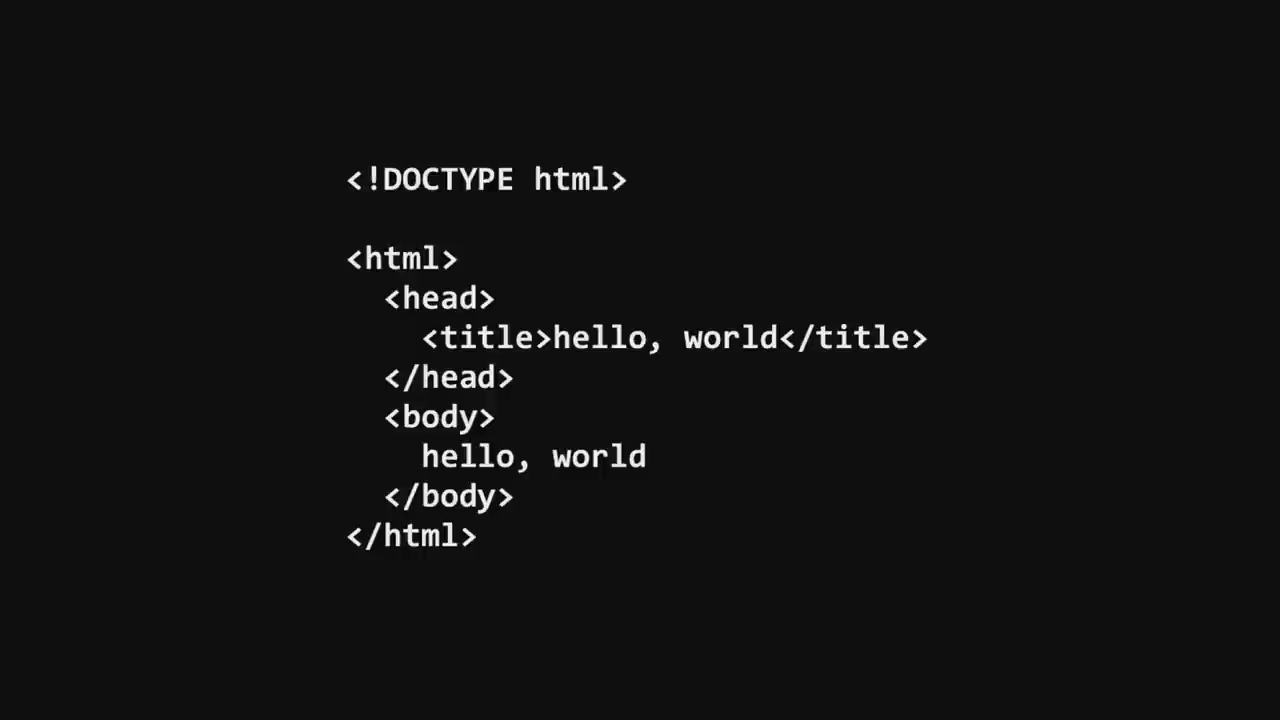 <!DOCTYPE html>
<html>
<head>
<title>hello, world</title>
</head>
<body>
hello, world
</body>
</html>